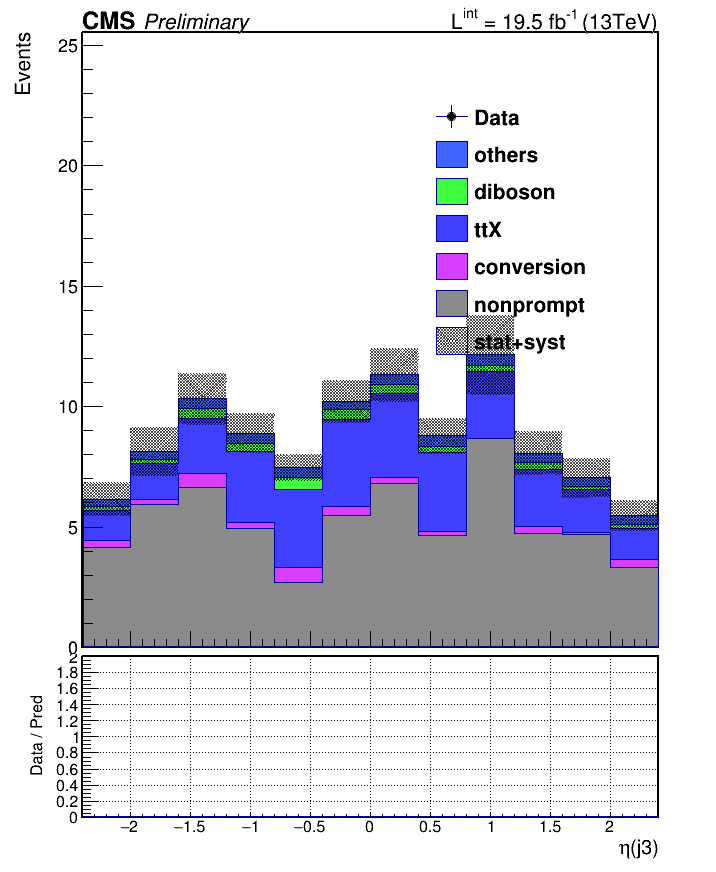 CMS Preliminary L^int = 19.5 fb^-1 (13TeV)
Events
25
20
15
10
5
0
Data
others
diboson
ttX
conversion
nonprompt
stat+syst
Data / Pred
2
1.8
1.6
1.4
1.2
1
0.8
0.6
0.4
0.2
0
−2 −1.5 −1 −0.5 0 0.5 1 1.5 2
η(j3)